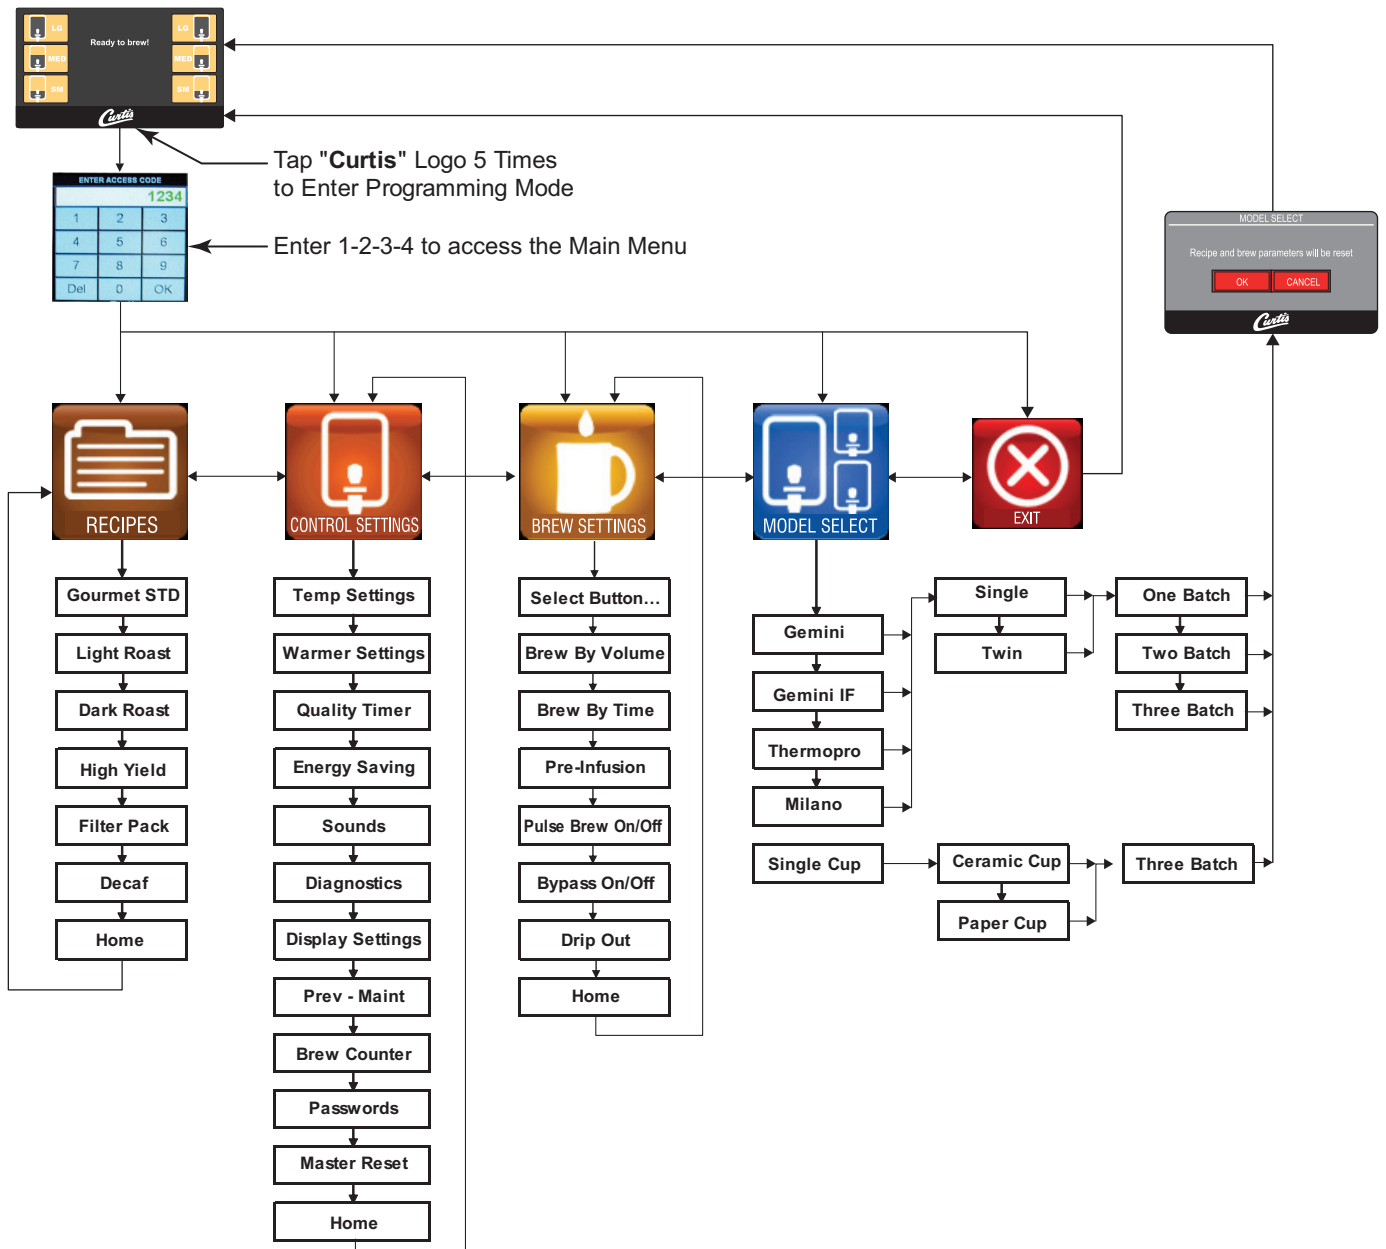 LG
LG
Ready to brew!
MED
MED
SM
SM
Curtis
Tap "Curtis" Logo 5 Times
to Enter Programming Mode
ENTER ACCESS CODE
1234
1 2 3
4 5 6
7 8 9
Del 0 OK
Enter 1-2-3-4 to access the Main Menu
MODEL SELECT
Recipe and brew parameters will be reset
OK CANCEL
Curtis
RECIPES
CONTROL SETTINGS
BREW SETTINGS
MODEL SELECT
EXIT
Gourmet STD
Light Roast
Dark Roast
High Yield
Filter Pack
Decaf
Home
Temp Settings
Warmer Settings
Quality Timer
Energy Saving
Sounds
Diagnostics
Display Settings
Prev - Maint
Brew Counter
Passwords
Master Reset
Home
Select Button...
Brew By Volume
Brew By Time
Pre-Infusion
Pulse Brew On/Off
Bypass On/Off
Drip Out
Home
Gemini
Gemini IF
Thermopro
Milano
Single Cup
Single
Twin
Ceramic Cup
Paper Cup
One Batch
Two Batch
Three Batch
Three Batch